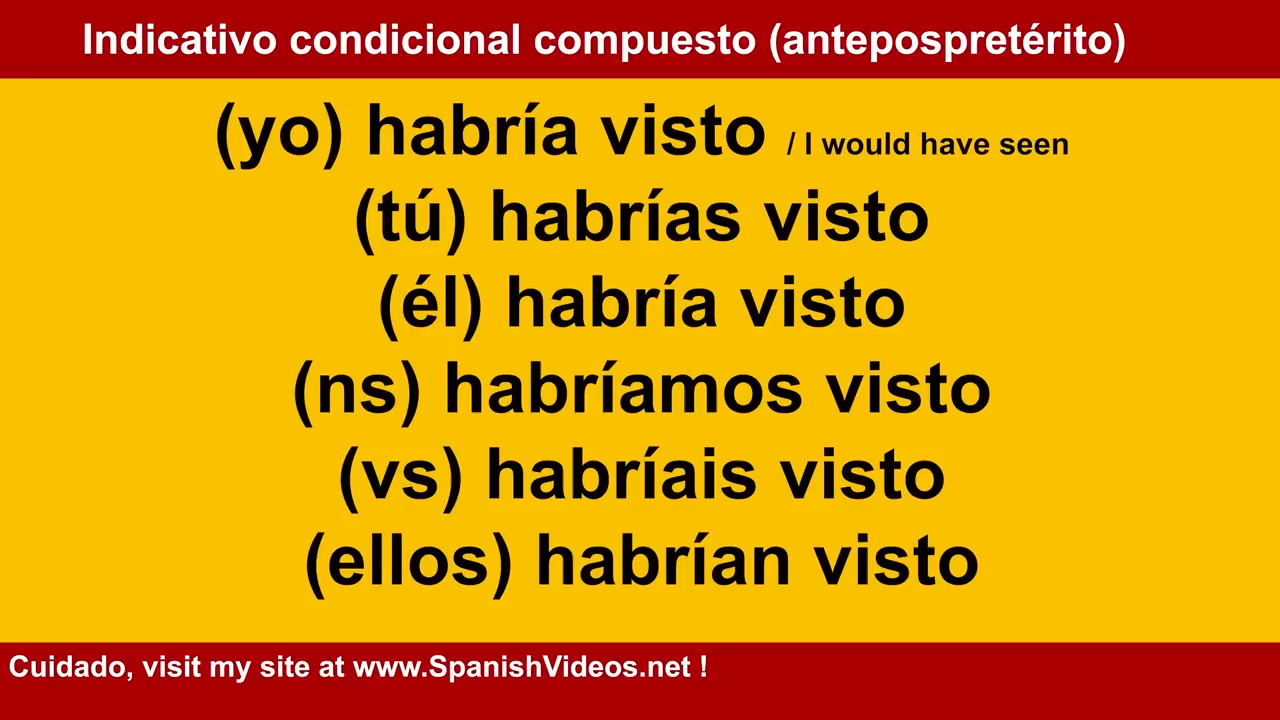 Indicativo condicional compuesto (antepospretérito)
(yo) habría visto / I would have seen
(tú) habrías visto
(él) habría visto
(ns) habríamos visto
(vs) habríais visto
(ellos) habrían visto
Cuidado, visit my site at www.SpanishVideos.net !